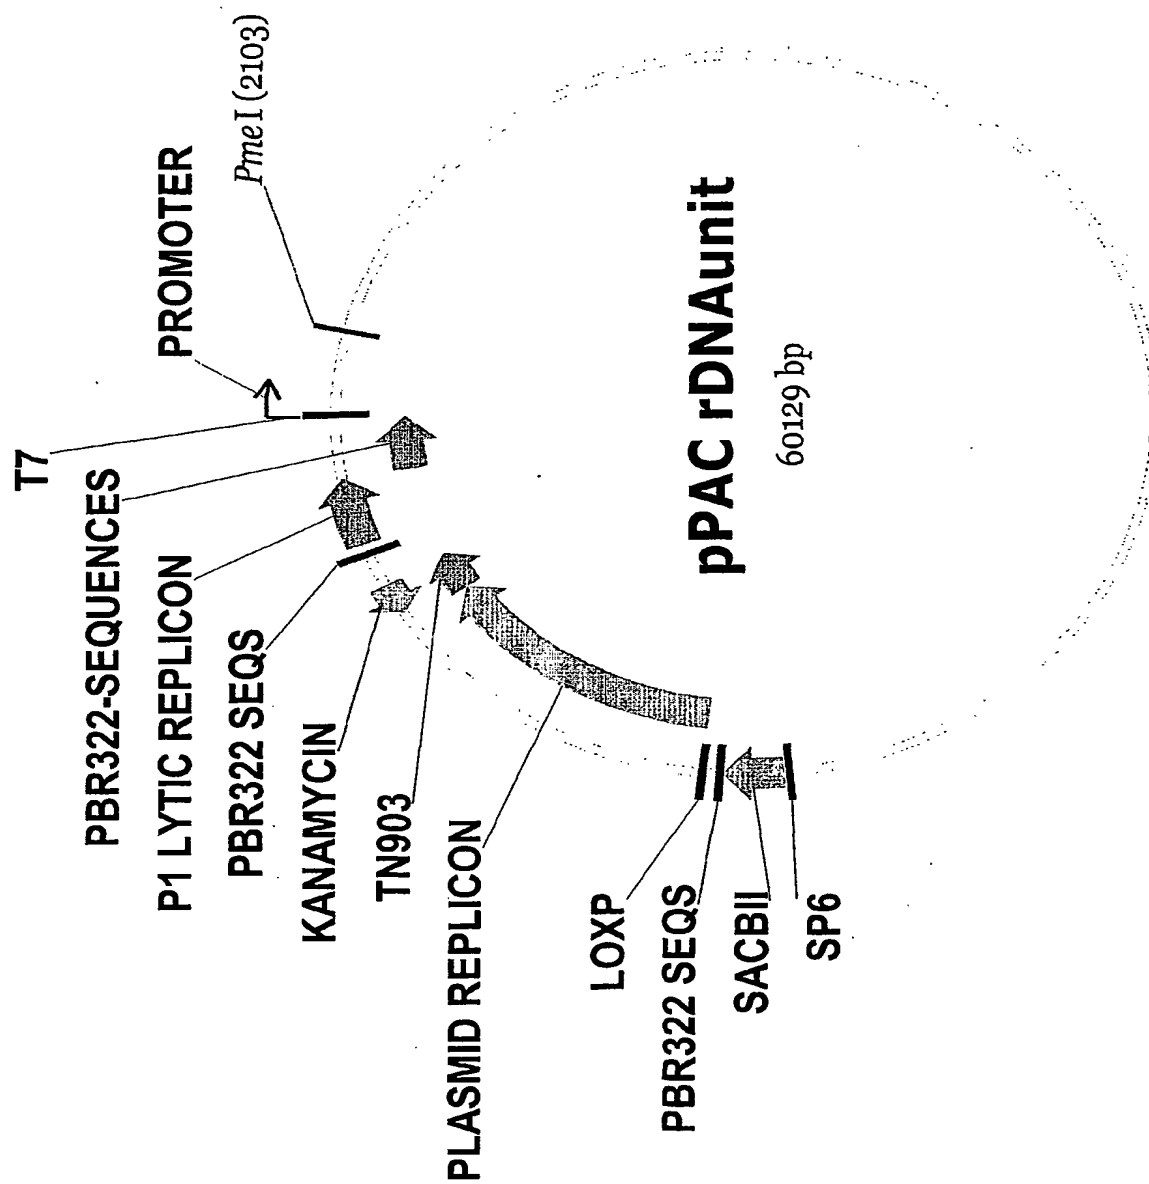 T7
PBR322-SEQUENCES
P1 LYTIC REPLICON
PBR322 SEQS
KANAMYCIN
TN903
PLASMID REPLICON
LOXP
PBR322 SEQS
SACBII
SP6
PROMOTER
PmeI (2103)
pPAC rDNAunit
60129 bp